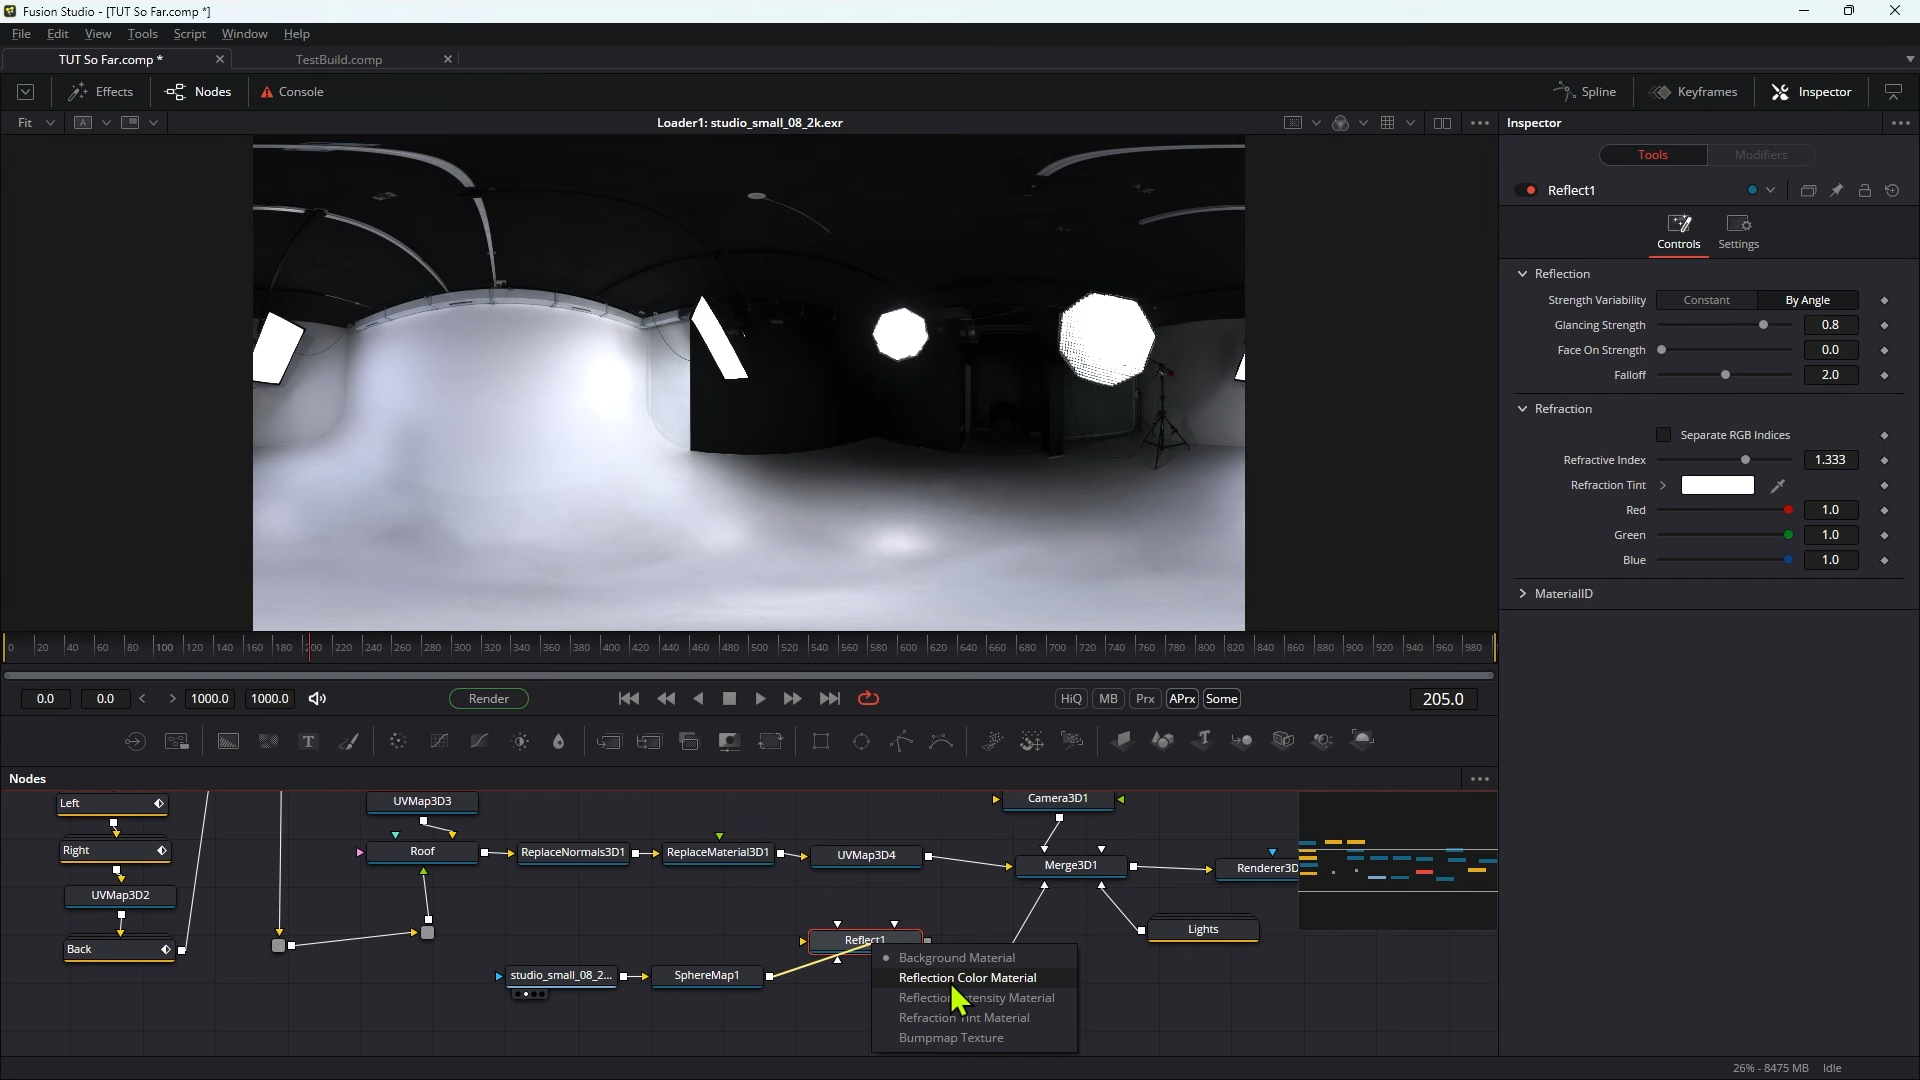 Fusion Studio - [TUT So Far.comp *]
File Edit View Tools Script Window Help
TUT So Far.comp * TestBuild.comp
Effects Nodes Console Spline Keyframes Inspector
Fit A Loader1: studio_small_08_2k.exr Inspector
Tools Modifiers
Reflect1
Controls Settings
Reflection
Strength Variability Constant By Angle
Glancing Strength 0.8
Face On Strength 0.0
Falloff 2.0
Refraction
Separate RGB Indices
Refractive Index 1.333
Refraction Tint
Red 1.0
Green 1.0
Blue 1.0
MaterialID
0 20 40 60 80 100 120 140 160 180 200 220 240 260 280 300 320 340 360 380 400 420 440 460 480 500 520 540 560 580 600 620 640 660 680 700 720 740 760 780 800 820 840 860 880 900 920 940 960 980
0.0 0.0 1000.0 1000.0 Render HiQ MB Prx APrx Some 205.0
T T
Nodes
Left UVMap3D3 Camera3D1
Right Roof ReplaceNormals3D1 ReplaceMaterial3D1 UVMap3D4 Merge3D1 Renderer3D
UVMap3D2
Back Reflect1 Lights
studio_small_08_2... SphereMap1
Background Material
Reflection Color Material
Reflection Material
Refraction Material
Bumpmap Texture
26% - 8475 MB Idle